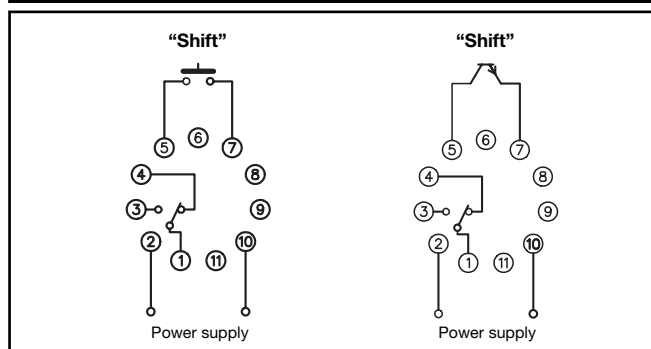 “Shift” “Shift”
5 6 7 5 6 7
4 8 4 8
3 9 3 9
2 10 2 10
1 11 1 11
Power supply Power supply